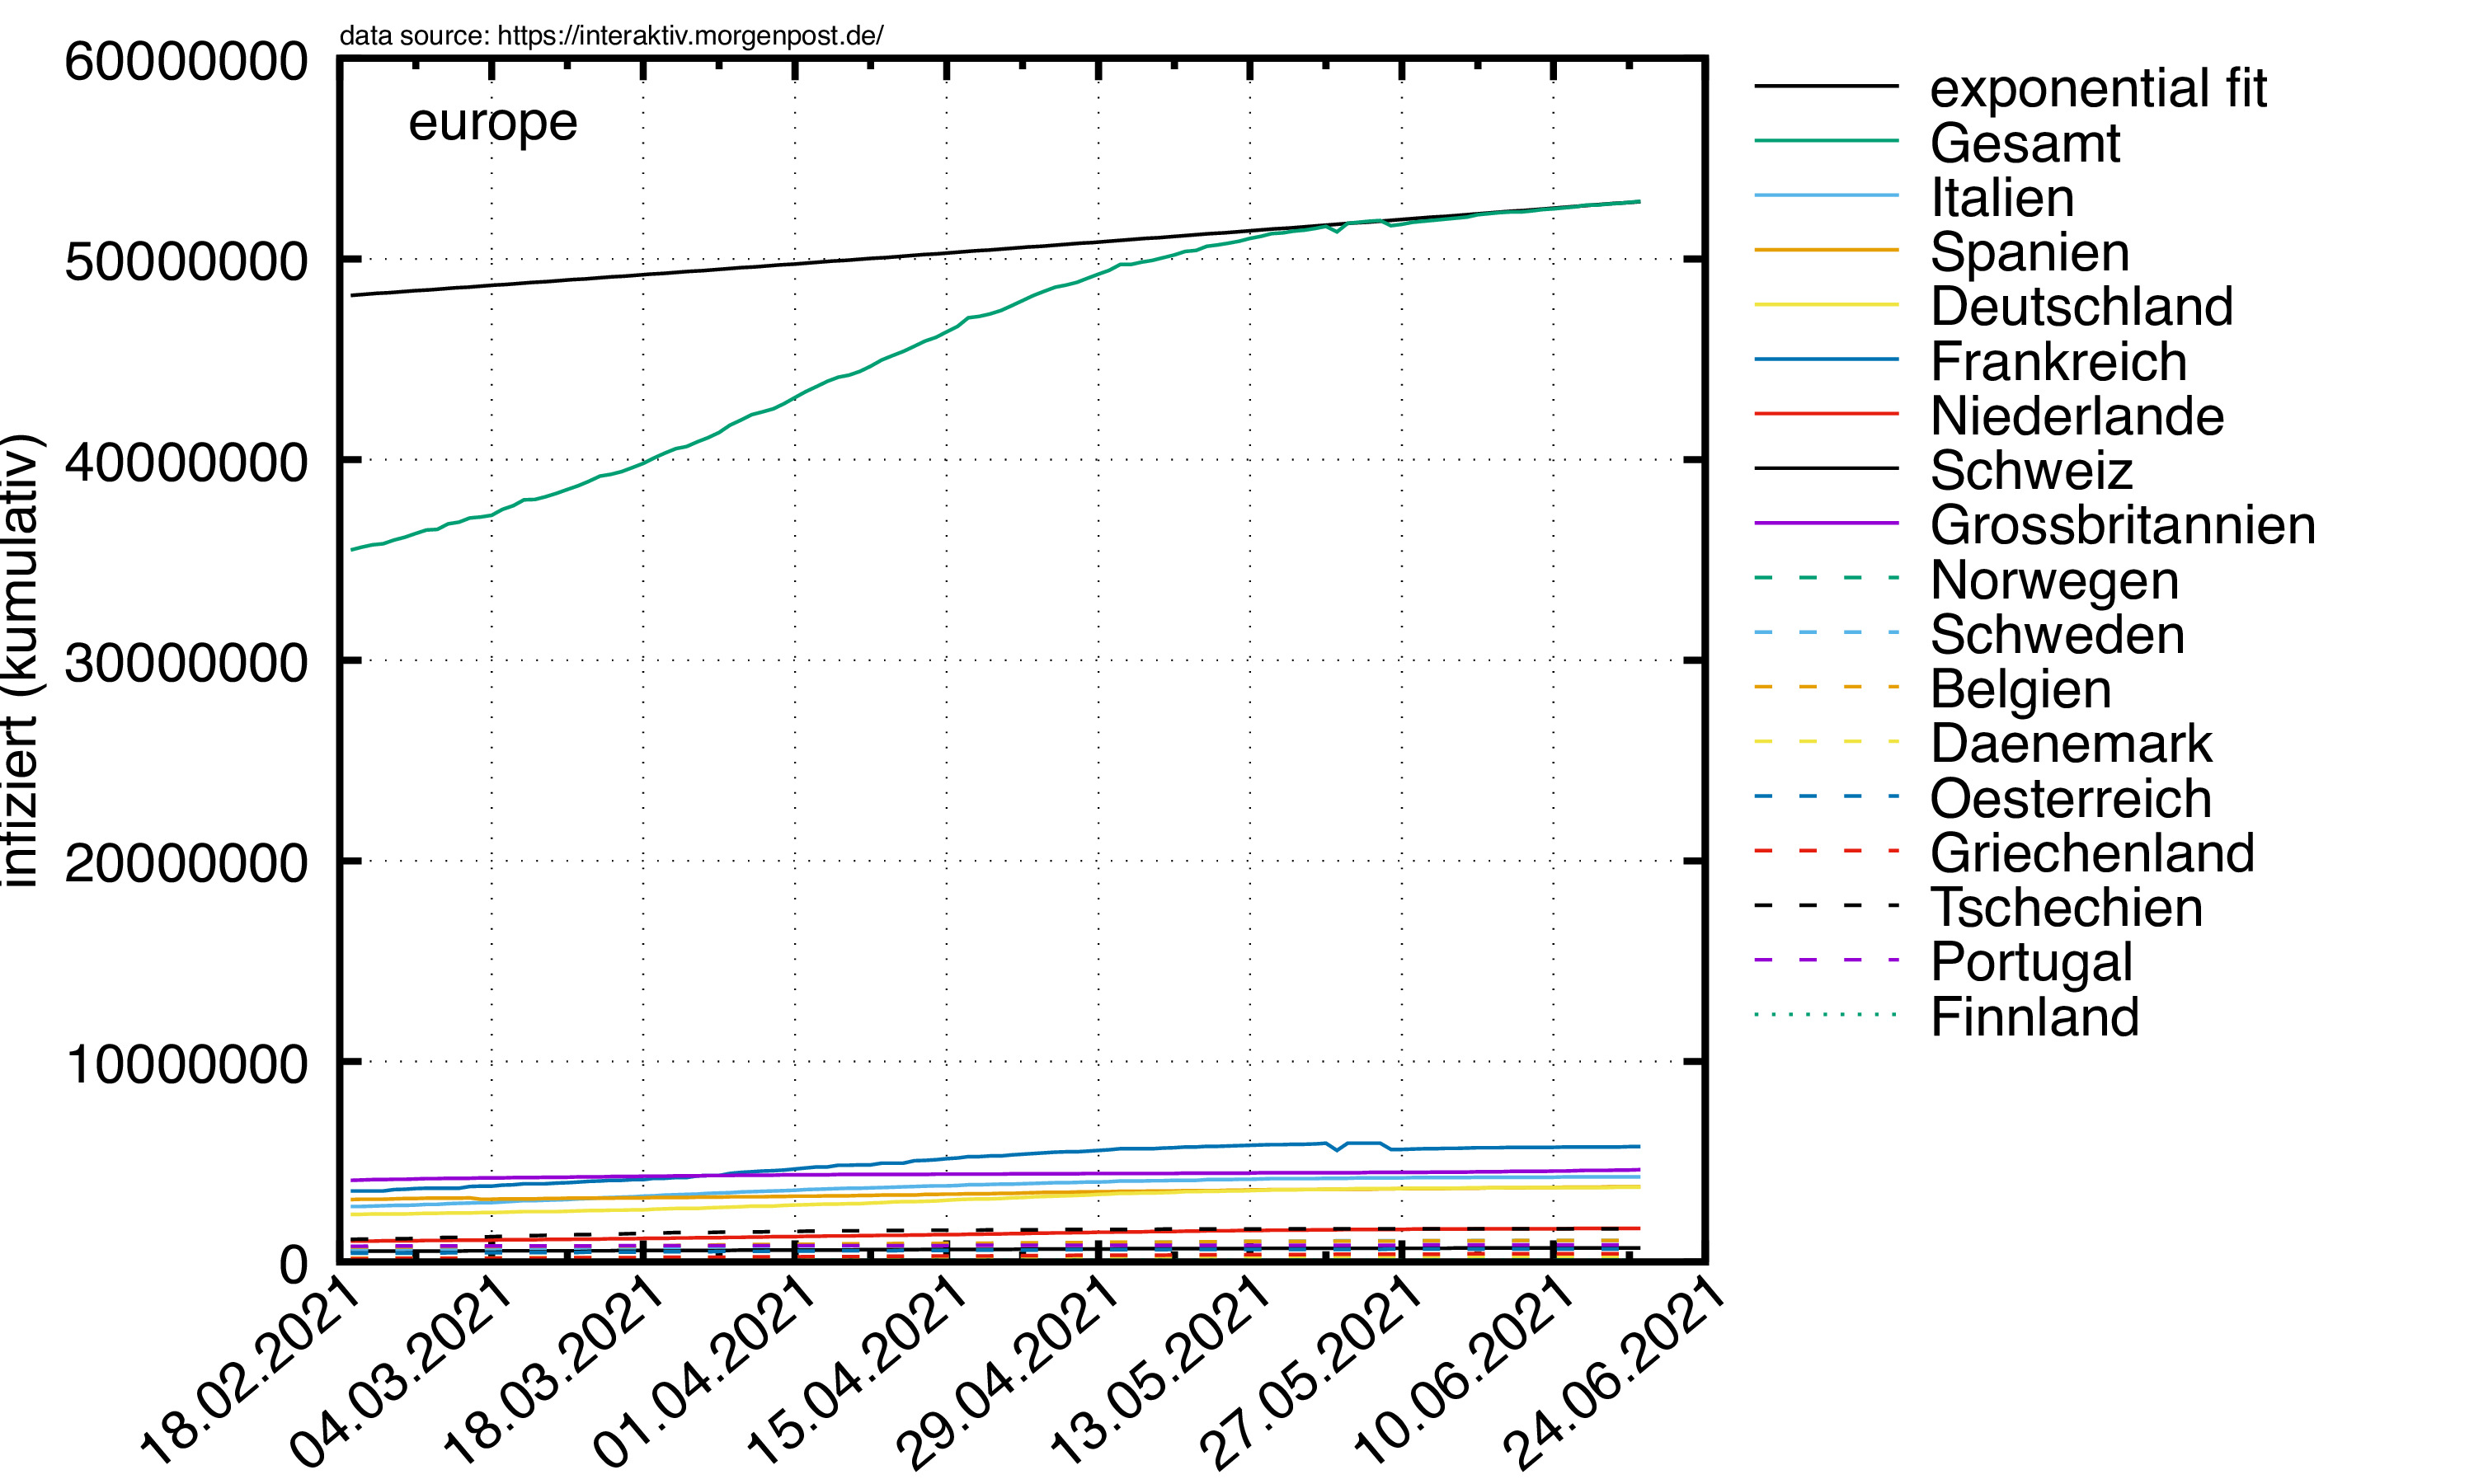 data source: https://interaktiv.morgenpost.de/
60000000
50000000
40000000
30000000
20000000
10000000
0
infiziert (kumulativ)
europe
18.02.2021
04.03.2021
18.03.2021
01.04.2021
15.04.2021
29.04.2021
13.05.2021
27.05.2021
10.06.2021
24.06.2021
exponential fit
Gesamt
Italien
Spanien
Deutschland
Frankreich
Niederlande
Schweiz
Grossbritannien
Norwegen
Schweden
Belgien
Daenemark
Oesterreich
Griechenland
Tschechien
Portugal
Finnland